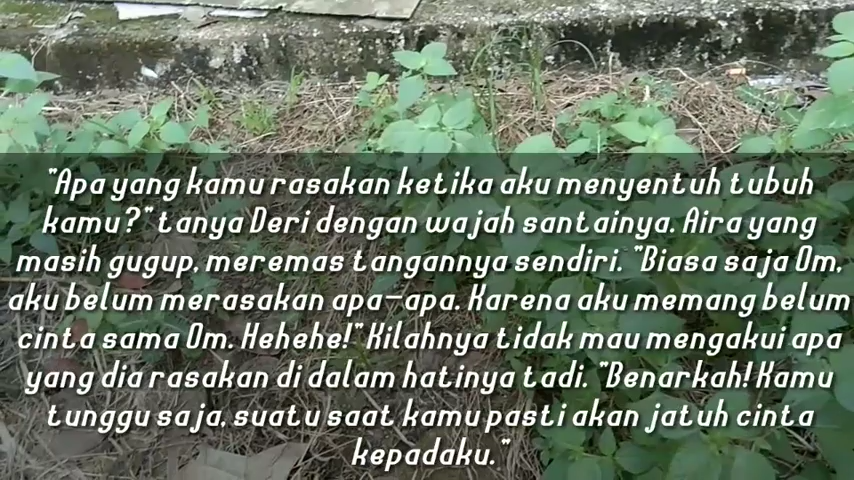 "Apa yang kamu rasakan ketika aku menyentuh tubuh
kamu?" tanya Deri dengan wajah santainya. Aira yang
masih gugup, meremas tangannya sendiri. "Biasa saja Om,
aku belum merasakan apa-apa. Karena aku memang belum
cinta sama Om. Hehehe!" Kilahnya tidak mau mengakui apa
yang dia rasakan di dalam hatinya tadi. "Benarkah! Kamu
tunggu saja, suatu saat kamu pasti akan jatuh cinta
kepadaku."